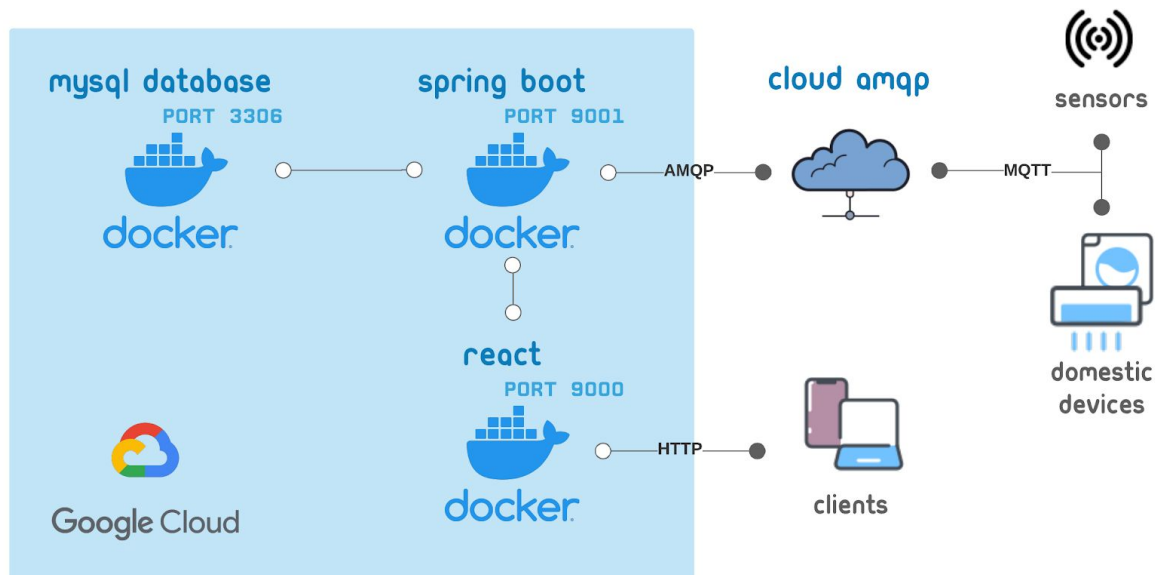 mysql database
PORT 3306
docker
spring boot
PORT 9001
docker
AMQP
cloud amqp
MQTT
sensors
domestic
devices
react
PORT 9000
docker
HTTP
clients
Google Cloud